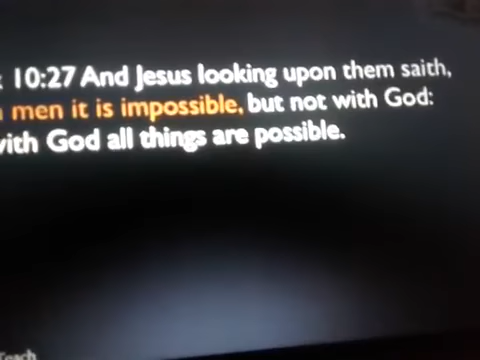 10:27 And Jesus looking upon them saith,
men it is impossible, but not with God:
with God all things are possible.
Teach